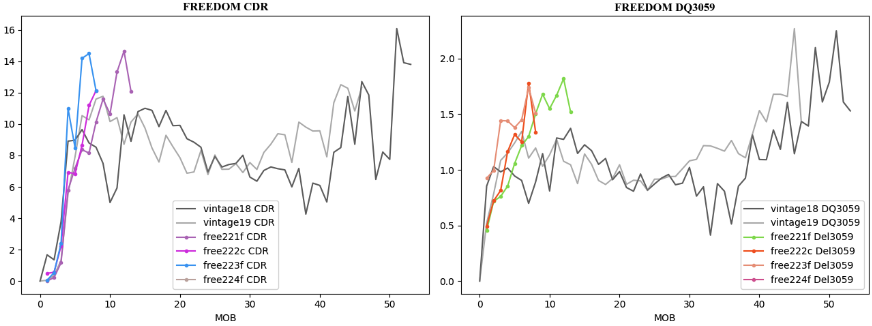 FREEDOM CDR
16
14
12
10
8
6
4
2
0
0 10 20 30 40 50
MOB
vintage18 CDR
vintage19 CDR
free221f CDR
free222c CDR
free223f CDR
free224f CDR
FREEDOM DQ3059
2.0
1.5
1.0
0.5
0.0
0 10 20 30 40 50
MOB
vintage18 DQ3059
vintage19 DQ3059
free221f Del3059
free222c Del3059
free223f Del3059
free224f Del3059